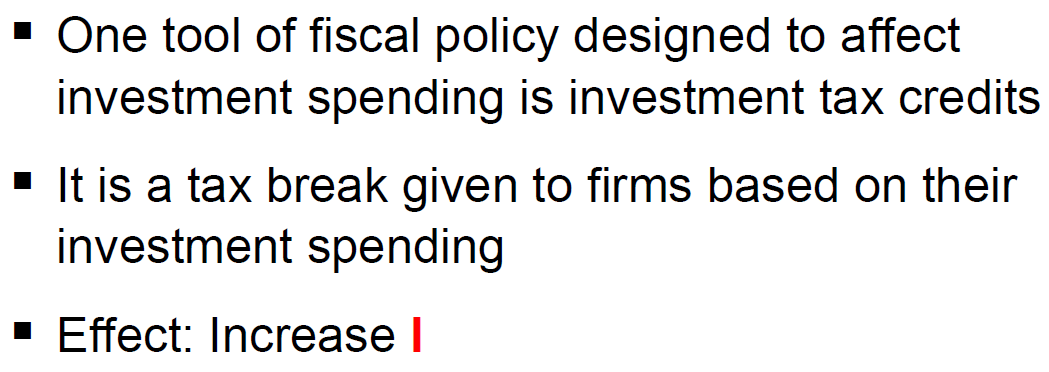 ▪ One tool of fiscal policy designed to affect
investment spending is investment tax credits
▪ It is a tax break given to firms based on their
investment spending
▪ Effect: Increase I